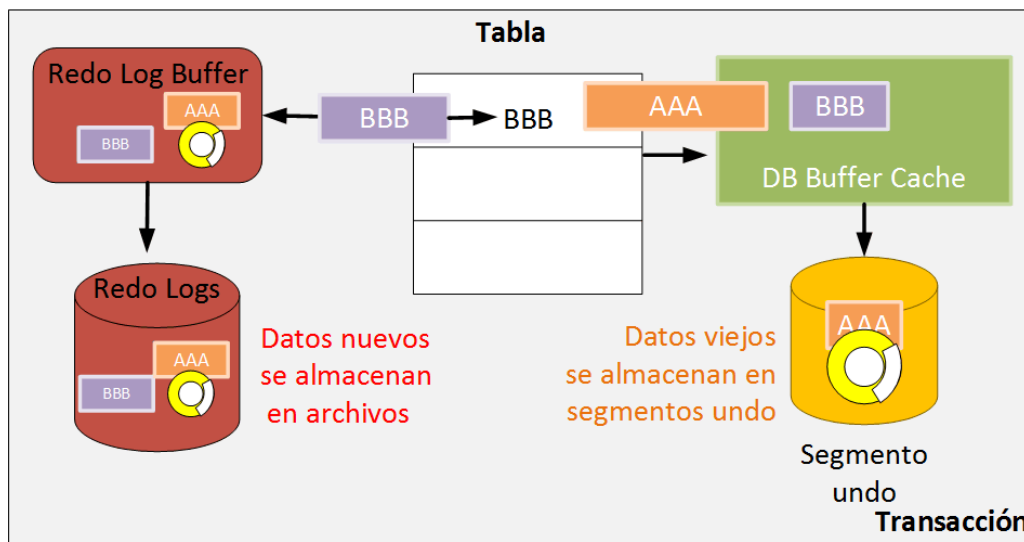 Tabla
Redo Log Buffer
AAA
BBB
BBB
BBB
AAA
BBB
DB Buffer Cache
Redo Logs
AAA
BBB
Datos nuevos
se almacenan
en archivos
Datos viejos
se almacenan en
segmentos undo
AAA
Segmento
undo
Transacción